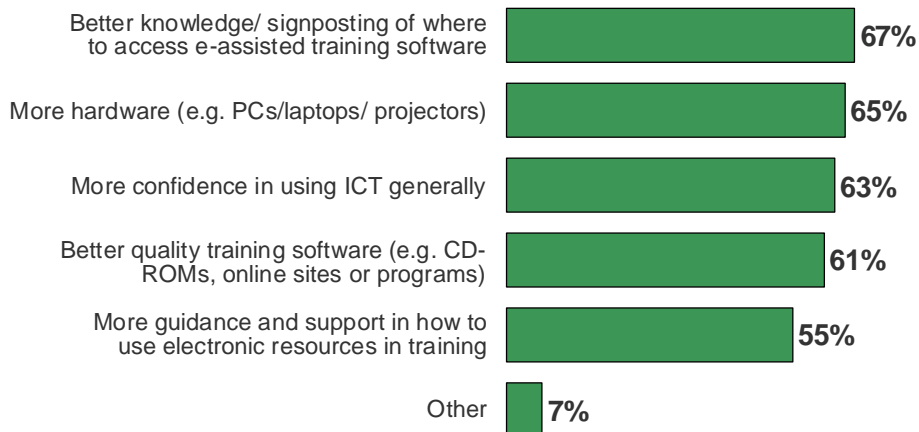 Better knowledge/ signposting of where
to access e-assisted training software
67%
More hardware (e.g. PCs/laptops/ projectors)
65%
More confidence in using ICT generally
63%
Better quality training software (e.g. CD-
ROMs, online sites or programs)
61%
More guidance and support in how to
use electronic resources in training
55%
Other
7%